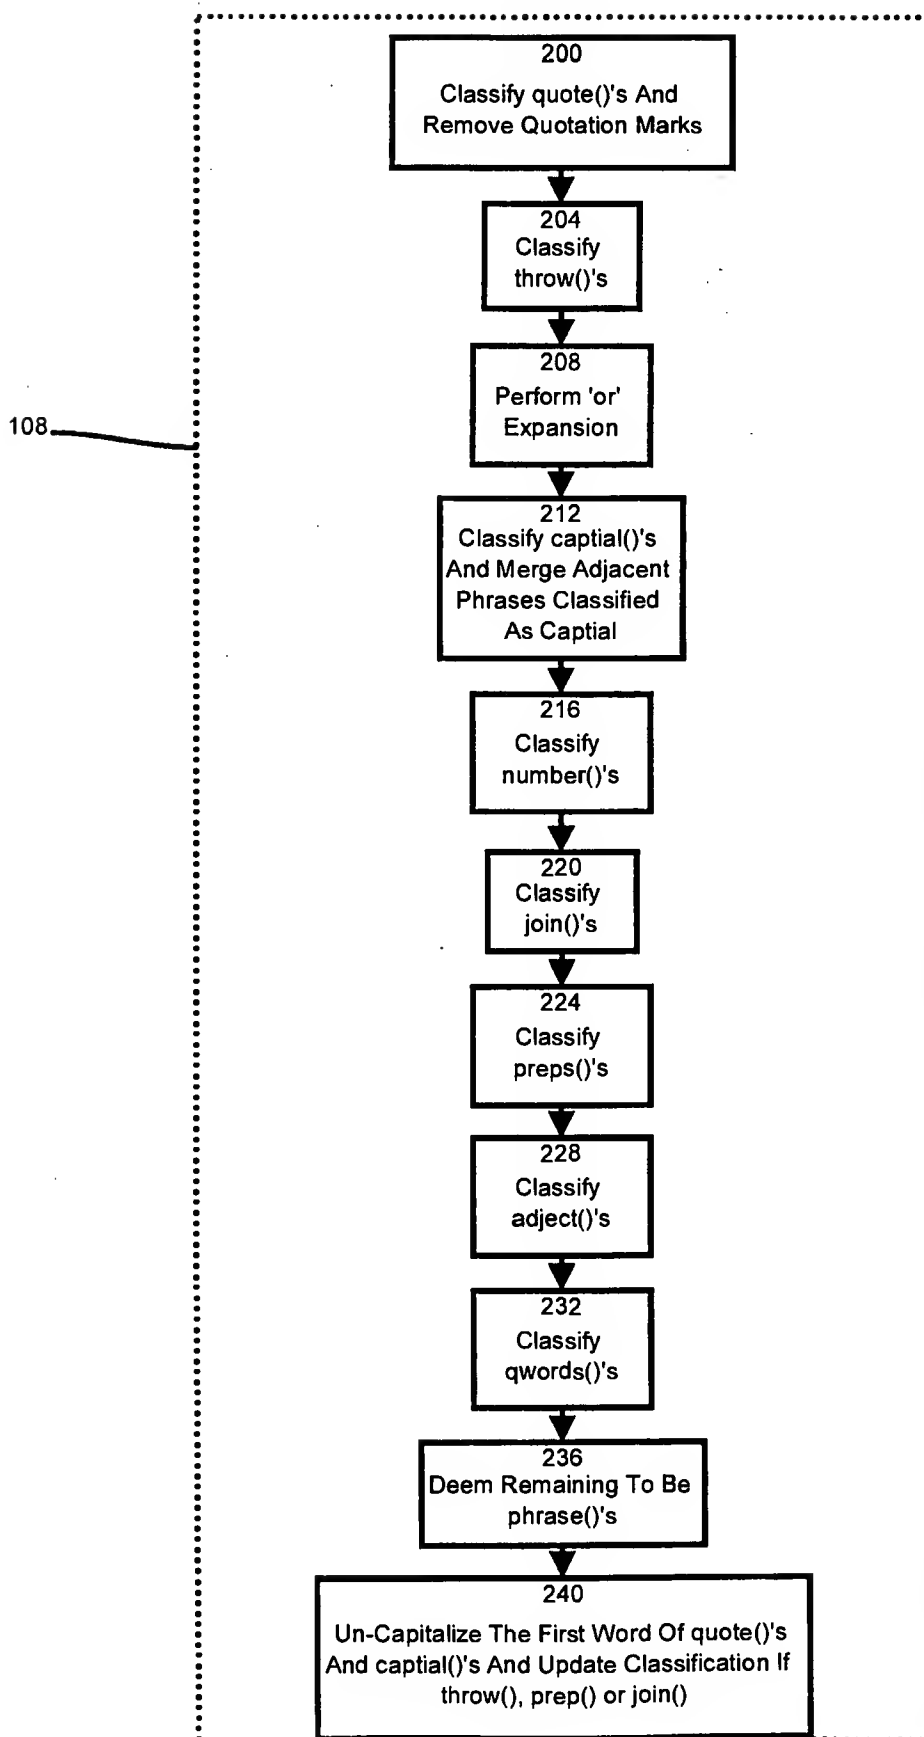 200
Classify quote()'s And
Remove Quotation Marks
204
Classify
throw()'s
208
Perform 'or'
Expansion
108
212
Classify captial()'s
And Merge Adjacent
Phrases Classified
As Captial
216
Classify
number()'s
220
Classify
join()'s
224
Classify
preps()'s
228
Classify
adject()'s
232
Classify
qwords()'s
236
Deem Remaining To Be
phrase()'s
240
Un-Capitalize The First Word Of quote()'s
And captial()'s And Update Classification If
throw(), prep() or join()